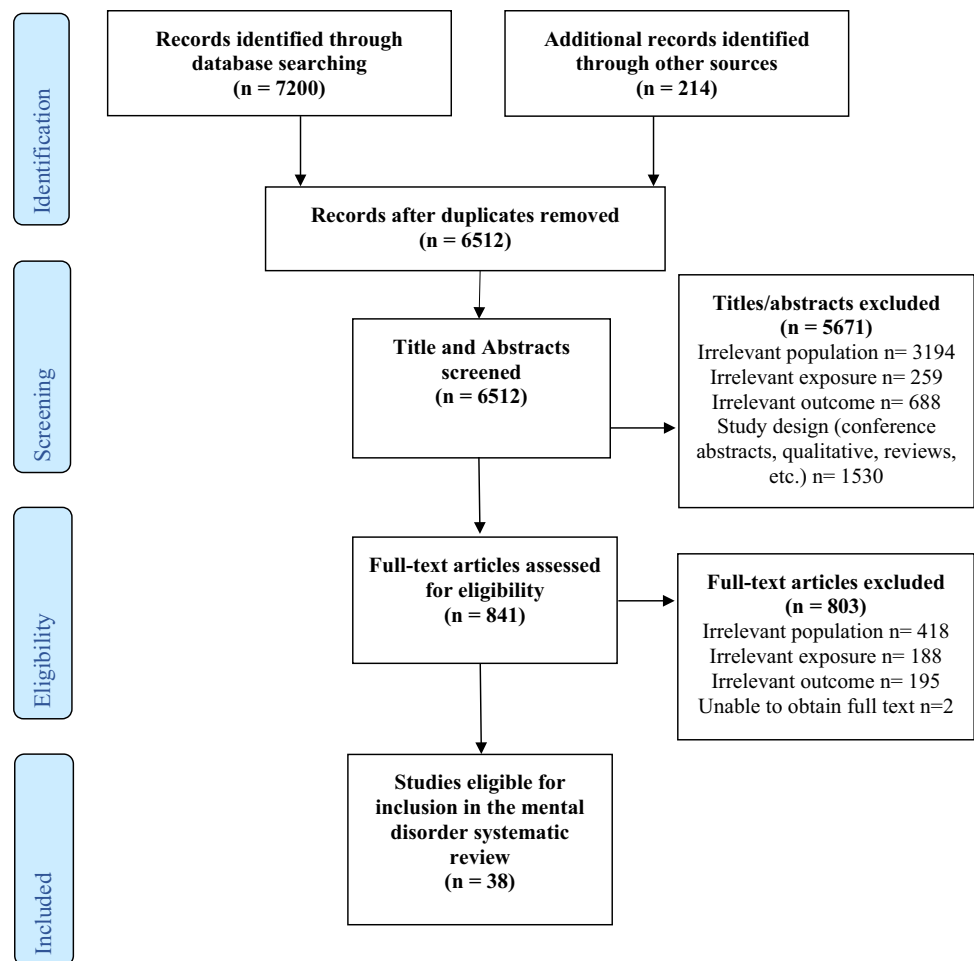 Identification
Records identified through
database searching
(n = 7200)
Additional records identified
through other sources
(n = 214)
Records after duplicates removed
(n = 6512)
Screening
Title and Abstracts
screened
(n = 6512)
Titles/abstracts excluded
(n = 5671)
Irrelevant population n= 3194
Irrelevant exposure n= 259
Irrelevant outcome n= 688
Study design (conference
abstracts, qualitative, reviews,
etc.) n= 1530
Eligibility
Full-text articles assessed
for eligibility
(n = 841)
Full-text articles excluded
(n = 803)
Irrelevant population n= 418
Irrelevant exposure n= 188
Irrelevant outcome n= 195
Unable to obtain full text n=2
Included
Studies eligible for
inclusion in the mental
disorder systematic
review
(n = 38)